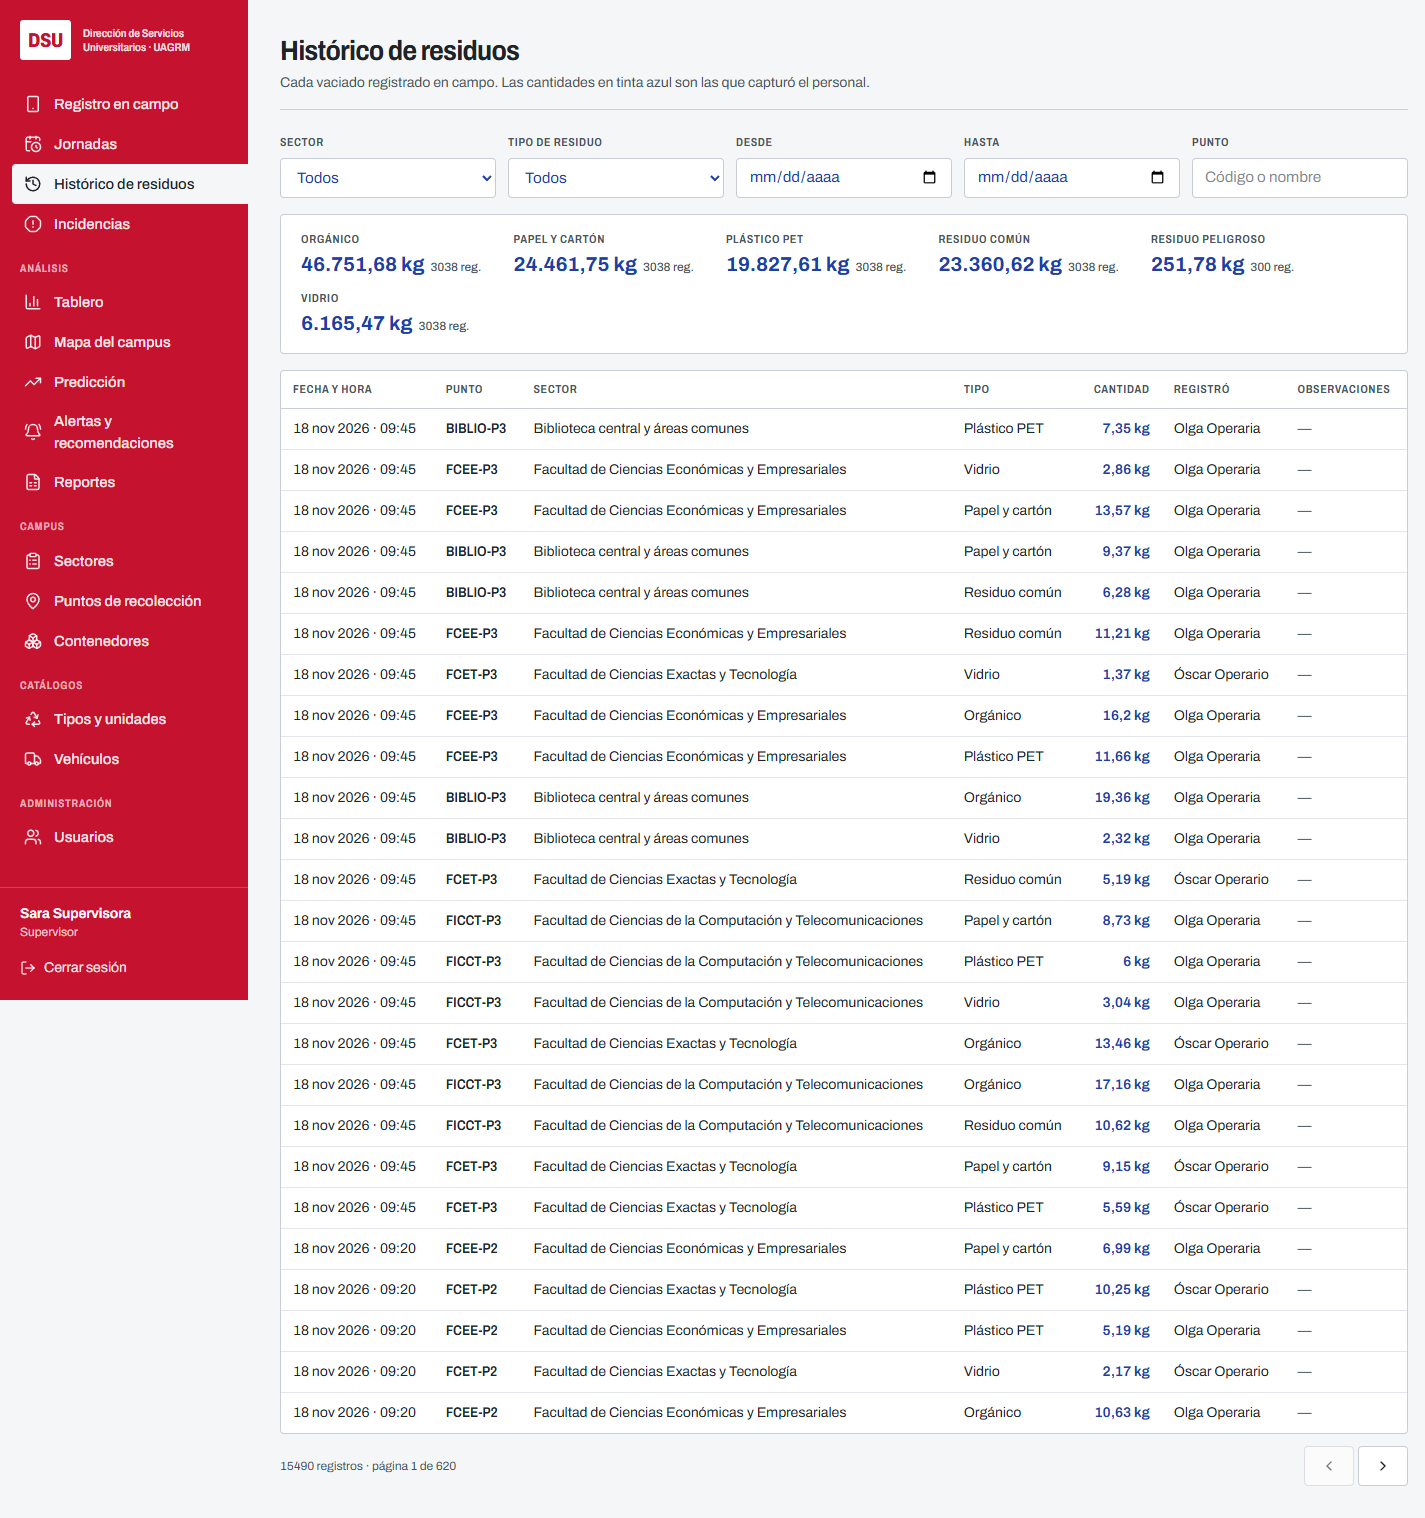 DSU
Dirección de Servicios
Universitarios · UAGRM
Registro en campo
Jornadas
Histórico de residuos
Incidencias
ANÁLISIS
Tablero
Mapa del campus
Predicción
Alertas y
recomendaciones
Reportes
CAMPUS
Sectores
Puntos de recolección
Contenedores
CATÁLOGOS
Tipos y unidades
Vehículos
ADMINISTRACIÓN
Usuarios
Sara Supervisora
Supervisor
Cerrar sesión
Histórico de residuos
Cada vaciado registrado en campo. Las cantidades en tinta azul son las que capturó el personal.
SECTOR TIPO DE RESIDUO DESDE HASTA PUNTO
Todos Todos mm/dd/aaaa mm/dd/aaaa Código o nombre
ORGÁNICO PAPEL Y CARTÓN PLÁSTICO PET RESIDUO COMÚN RESIDUO PELIGROSO
46.751,68 kg 3038 reg. 24.461,75 kg 3038 reg. 19.827,61 kg 3038 reg. 23.360,62 kg 3038 reg. 251,78 kg 300 reg.
VIDRIO
6.165,47 kg 3038 reg.
FECHA Y HORA PUNTO SECTOR TIPO CANTIDAD REGISTRÓ OBSERVACIONES
18 nov 2026 · 09:45 BIBLIO-P3 Biblioteca central y áreas comunes Plástico PET 7,35 kg Olga Operaria —
18 nov 2026 · 09:45 FCEE-P3 Facultad de Ciencias Económicas y Empresariales Vidrio 2,86 kg Olga Operaria —
18 nov 2026 · 09:45 FCEE-P3 Facultad de Ciencias Económicas y Empresariales Papel y cartón 13,57 kg Olga Operaria —
18 nov 2026 · 09:45 BIBLIO-P3 Biblioteca central y áreas comunes Papel y cartón 9,37 kg Olga Operaria —
18 nov 2026 · 09:45 BIBLIO-P3 Biblioteca central y áreas comunes Residuo común 6,28 kg Olga Operaria —
18 nov 2026 · 09:45 FCEE-P3 Facultad de Ciencias Económicas y Empresariales Residuo común 11,21 kg Olga Operaria —
18 nov 2026 · 09:45 FCET-P3 Facultad de Ciencias Exactas y Tecnología Vidrio 1,37 kg Óscar Operario —
18 nov 2026 · 09:45 FCEE-P3 Facultad de Ciencias Económicas y Empresariales Orgánico 16,2 kg Olga Operaria —
18 nov 2026 · 09:45 FCEE-P3 Facultad de Ciencias Económicas y Empresariales Plástico PET 11,66 kg Olga Operaria —
18 nov 2026 · 09:45 BIBLIO-P3 Biblioteca central y áreas comunes Orgánico 19,36 kg Olga Operaria —
18 nov 2026 · 09:45 BIBLIO-P3 Biblioteca central y áreas comunes Vidrio 2,32 kg Olga Operaria —
18 nov 2026 · 09:45 FCET-P3 Facultad de Ciencias Exactas y Tecnología Residuo común 5,19 kg Óscar Operario —
18 nov 2026 · 09:45 FICCT-P3 Facultad de Ciencias de la Computación y Telecomunicaciones Papel y cartón 8,73 kg Olga Operaria —
18 nov 2026 · 09:45 FICCT-P3 Facultad de Ciencias de la Computación y Telecomunicaciones Plástico PET 6 kg Olga Operaria —
18 nov 2026 · 09:45 FICCT-P3 Facultad de Ciencias de la Computación y Telecomunicaciones Vidrio 3,04 kg Olga Operaria —
18 nov 2026 · 09:45 FCET-P3 Facultad de Ciencias Exactas y Tecnología Orgánico 13,46 kg Óscar Operario —
18 nov 2026 · 09:45 FICCT-P3 Facultad de Ciencias de la Computación y Telecomunicaciones Orgánico 17,16 kg Olga Operaria —
18 nov 2026 · 09:45 FICCT-P3 Facultad de Ciencias de la Computación y Telecomunicaciones Residuo común 10,62 kg Olga Operaria —
18 nov 2026 · 09:45 FCET-P3 Facultad de Ciencias Exactas y Tecnología Papel y cartón 9,15 kg Óscar Operario —
18 nov 2026 · 09:45 FCET-P3 Facultad de Ciencias Exactas y Tecnología Plástico PET 5,59 kg Óscar Operario —
18 nov 2026 · 09:20 FCEE-P2 Facultad de Ciencias Económicas y Empresariales Papel y cartón 6,99 kg Olga Operaria —
18 nov 2026 · 09:20 FCET-P2 Facultad de Ciencias Exactas y Tecnología Plástico PET 10,25 kg Óscar Operario —
18 nov 2026 · 09:20 FCEE-P2 Facultad de Ciencias Económicas y Empresariales Plástico PET 5,19 kg Olga Operaria —
18 nov 2026 · 09:20 FCET-P2 Facultad de Ciencias Exactas y Tecnología Vidrio 2,17 kg Óscar Operario —
18 nov 2026 · 09:20 FCEE-P2 Facultad de Ciencias Económicas y Empresariales Orgánico 10,63 kg Olga Operaria —
15490 registros · página 1 de 620